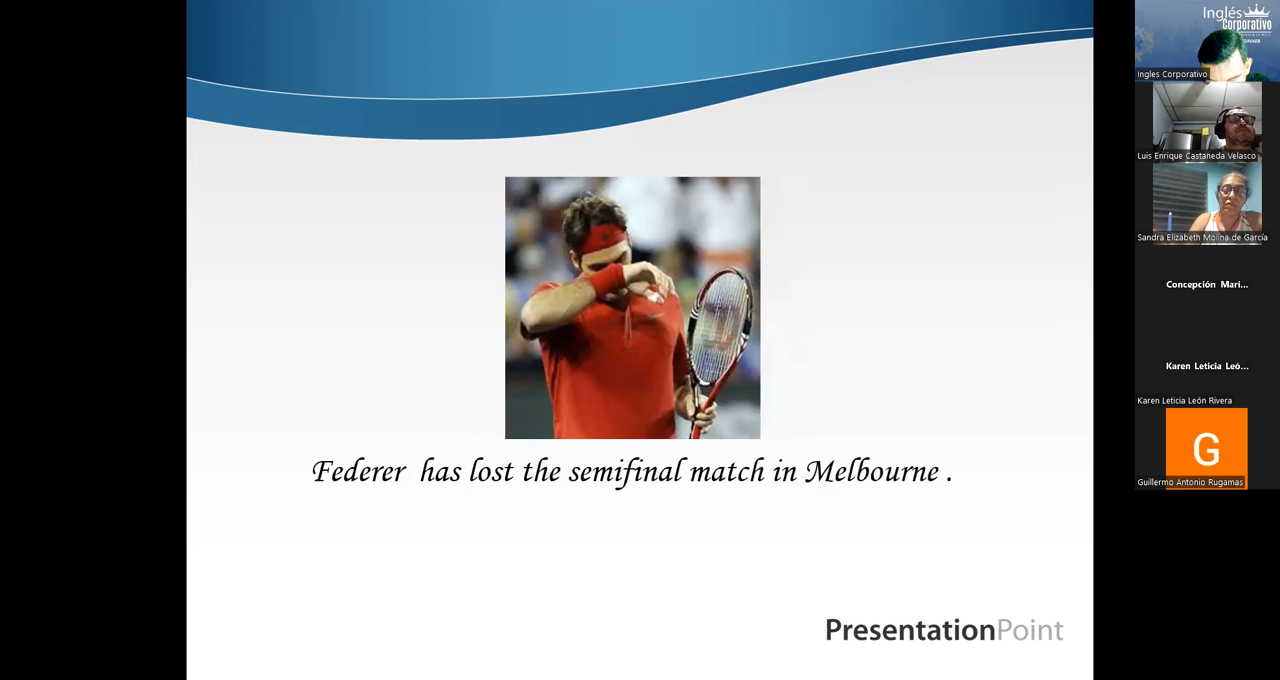 Federer has lost the semifinal match in Melbourne .
PresentationPoint
Inglés
Corporativo
Ingles Corporativo
Luis Enrique Castaneda Velasco
Sandra Elizabeth Molina de García
Concepción Mari...
Karen Leticia Leó...
Karen Leticia León Rivera
G
Guillermo Antonio Rugamas